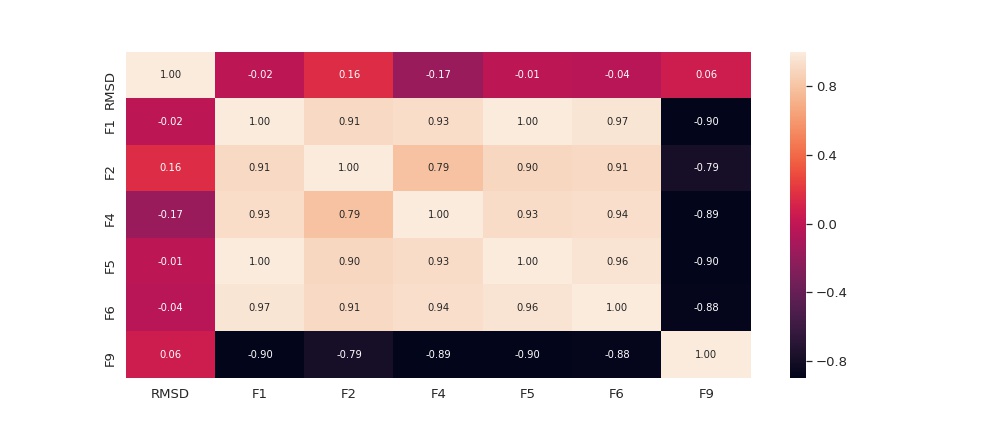 RMSD 1.00 -0.02 0.16 -0.17 -0.01 -0.04 0.06
F1 -0.02 1.00 0.91 0.93 1.00 0.97 -0.90
F2 0.16 0.91 1.00 0.79 0.90 0.91 -0.79
F4 -0.17 0.93 0.79 1.00 0.93 0.94 -0.89
F5 -0.01 1.00 0.90 0.93 1.00 0.96 -0.90
F6 -0.04 0.97 0.91 0.94 0.96 1.00 -0.88
F9 0.06 -0.90 -0.79 -0.89 -0.90 -0.88 1.00
RMSD F1 F2 F4 F5 F6 F9
0.8
0.4
0.0
−0.4
−0.8